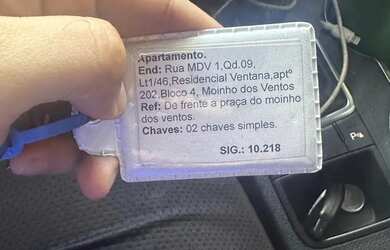 Apartamento.
End: Rua MDV 1,Qd.09,
Lt1/46,Residencial Ventana,aptº
202,Bloco 4, Moinho dos Ventos
Ref: De frente a praça do moinho
dos ventos.
Chaves: 02 chaves simples.
SIG.: 10.218